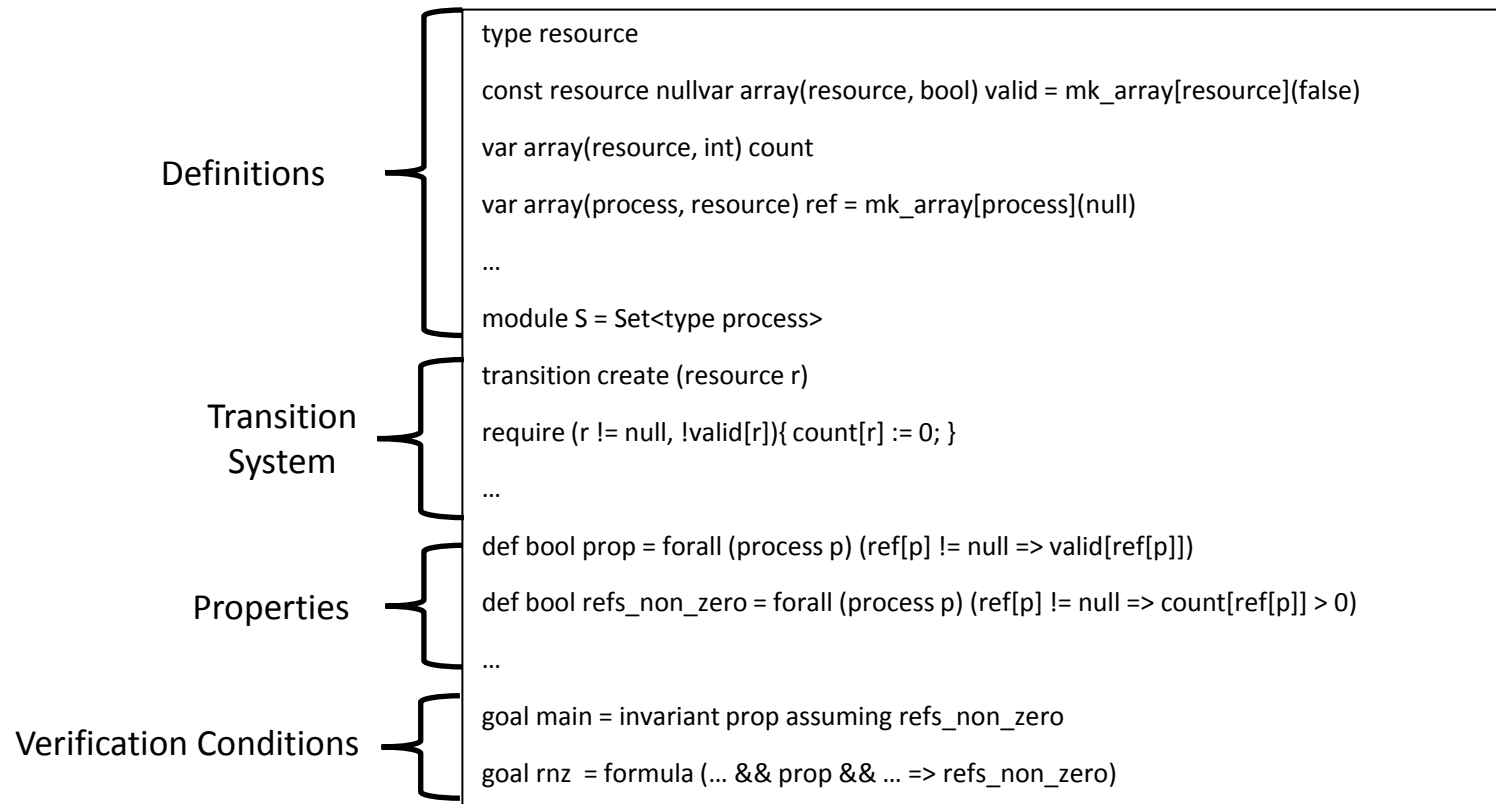 type resource
const resource nullvar array(resource, bool) valid = mk_array[resource](false)
var array(resource, int) count
Definitions
var array(process, resource) ref = mk_array[process](null)
…
module S = Set<type process>
transition create (resource r)
Transition
System
require (r != null, !valid[r]){ count[r] := 0; }
…
def bool prop = forall (process p) (ref[p] != null => valid[ref[p]])
Properties
def bool refs_non_zero = forall (process p) (ref[p] != null => count[ref[p]] > 0)
…
goal main = invariant prop assuming refs_non_zero
Verification Conditions
goal rnz = formula (… && prop && … => refs_non_zero)